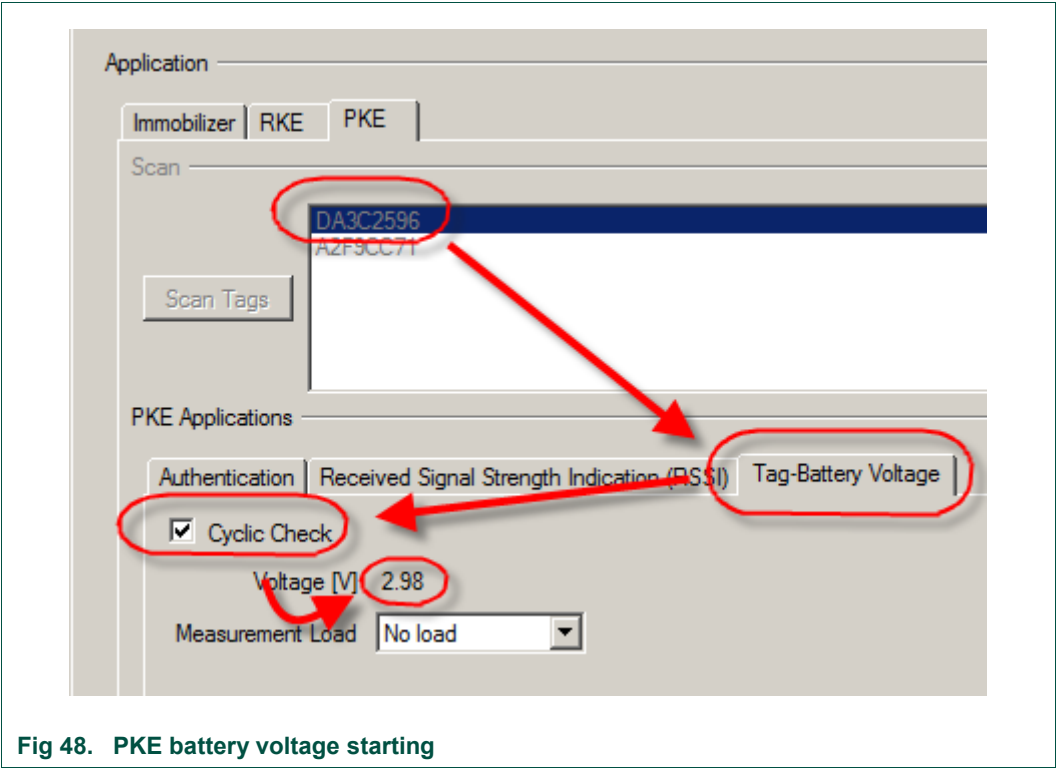 Application
Immobilizer RKE PKE
Scan
DA3C2596
A2F9CC71
Scan Tags
PKE Applications
Authentication Received Signal Strength Indication (RSSI) Tag-Battery Voltage
Cyclic Check
Voltage [V] 2.98
Measurement Load No load
Fig 48. PKE battery voltage starting